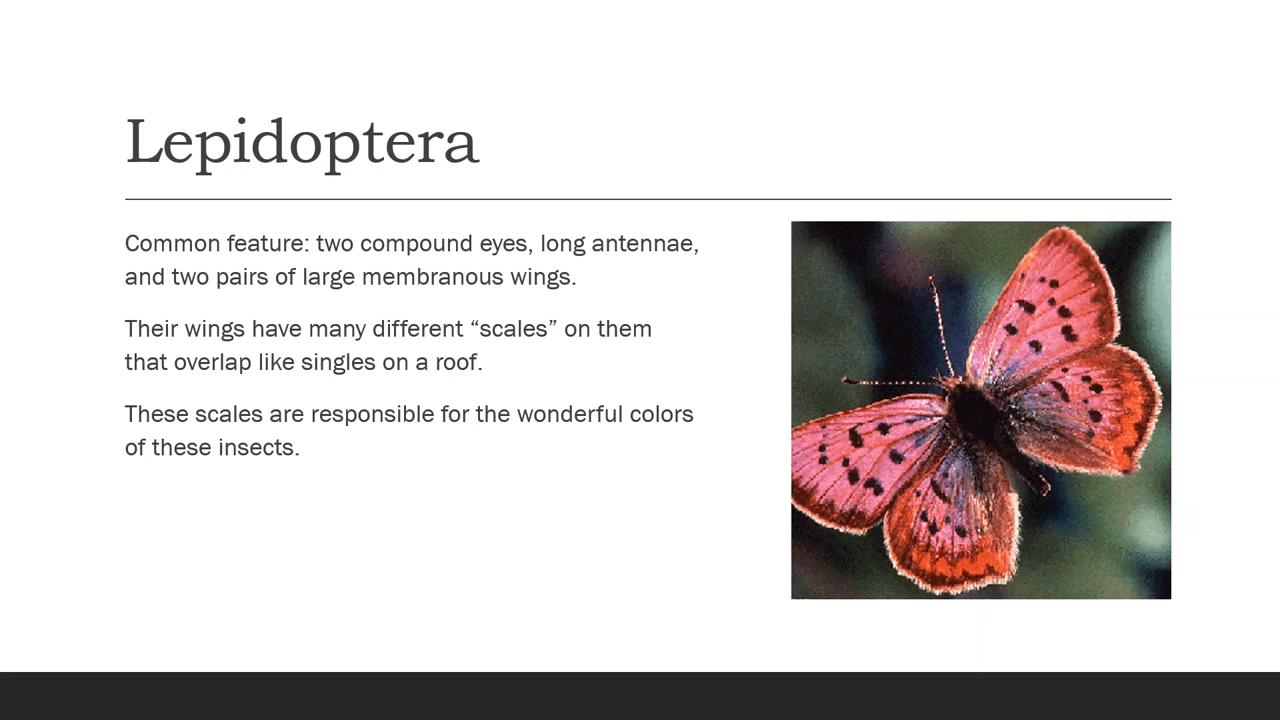 Lepidoptera
Common feature: two compound eyes, long antennae,
and two pairs of large membranous wings.
Their wings have many different “scales” on them
that overlap like singles on a roof.
These scales are responsible for the wonderful colors
of these insects.